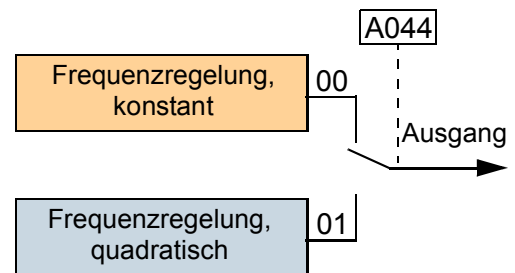 A044
Frequenzregelung,
konstant
00
Ausgang
Frequenzregelung,
quadratisch
01